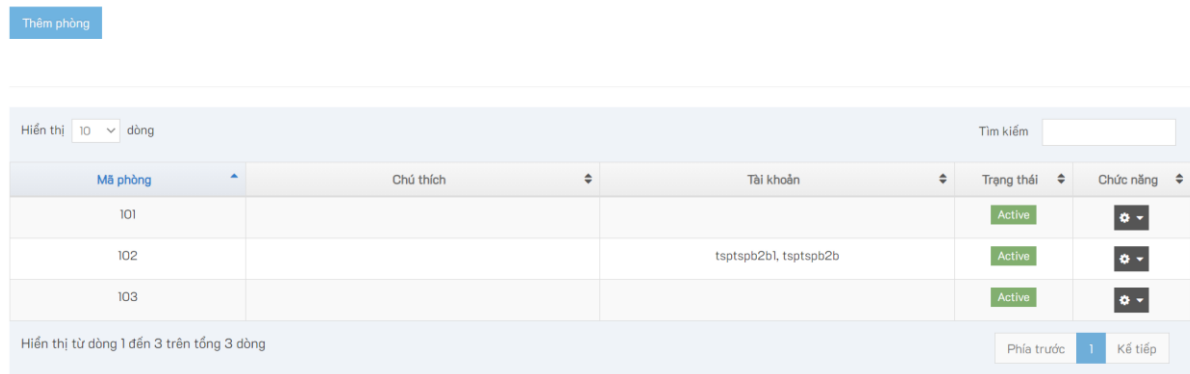 Thêm phòng
Hiển thị 10 dòng Tìm kiếm
Mã phòng Chú thích Tài khoản Trạng thái Chức năng
101 Active
102 tsptspb2b1, tsptspb2b Active
103 Active
Hiển thị từ dòng 1 đến 3 trên tổng 3 dòng Phía trước 1 Kế tiếp